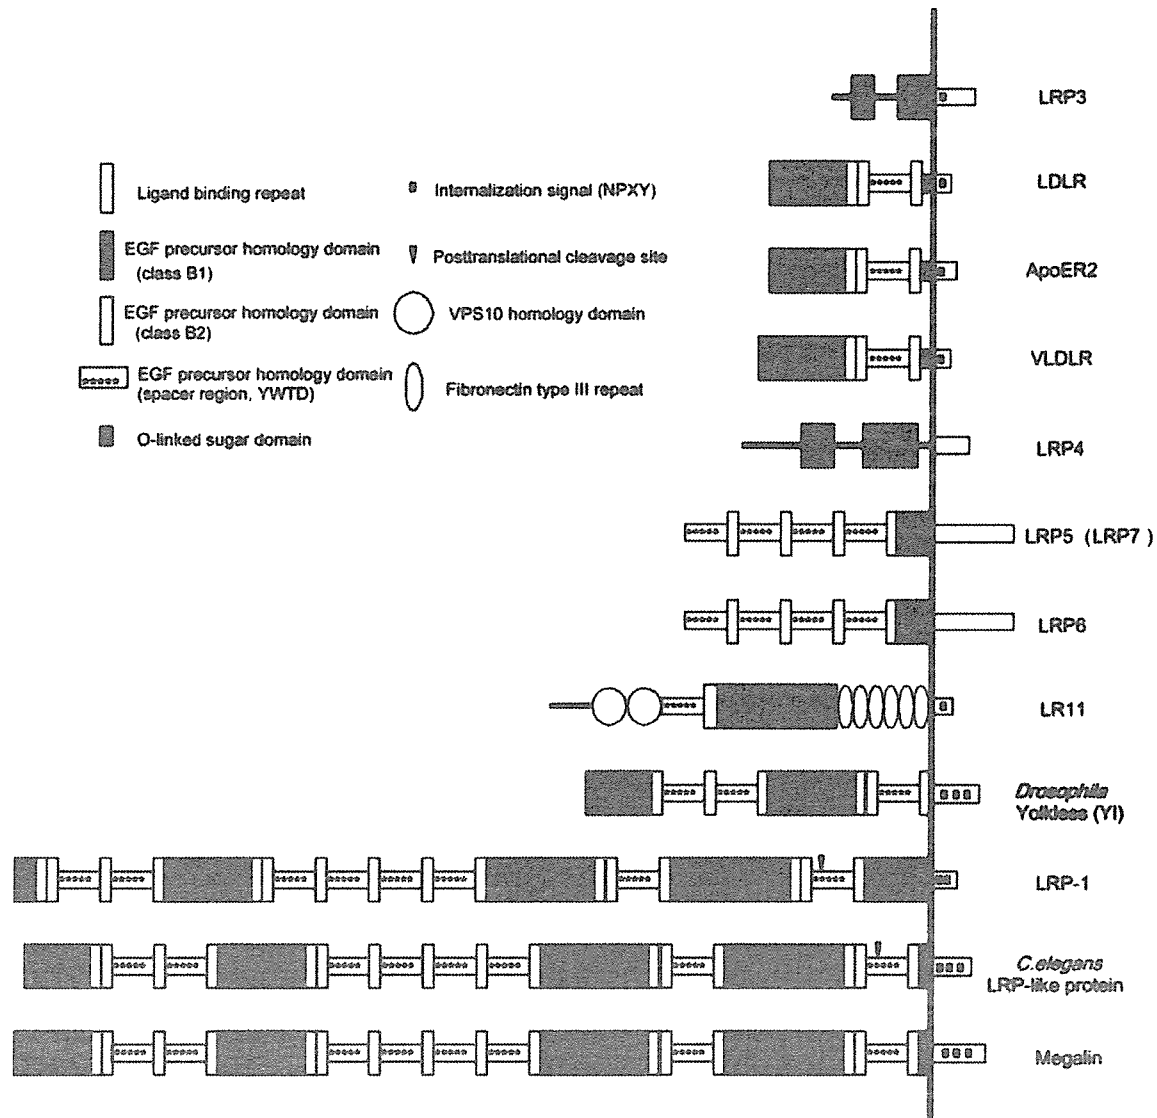 LRP3
LDLR
ApoER2
VLDLR
LRP4
LRP5 (LRP7 )
LRP6
LR11
Drosophila
Yolkless (Yl)
LRP-1
C.elegans
LRP-like protein
Megalin
Ligand binding repeat
EGF precursor homology domain
(class B1)
EGF precursor homology domain
(class B2)
EGF precursor homology domain
(spacer region, YWTD)
O-linked sugar domain
Internalization signal (NPXY)
Posttranslational cleavage site
VPS10 homology domain
Fibronectin type III repeat